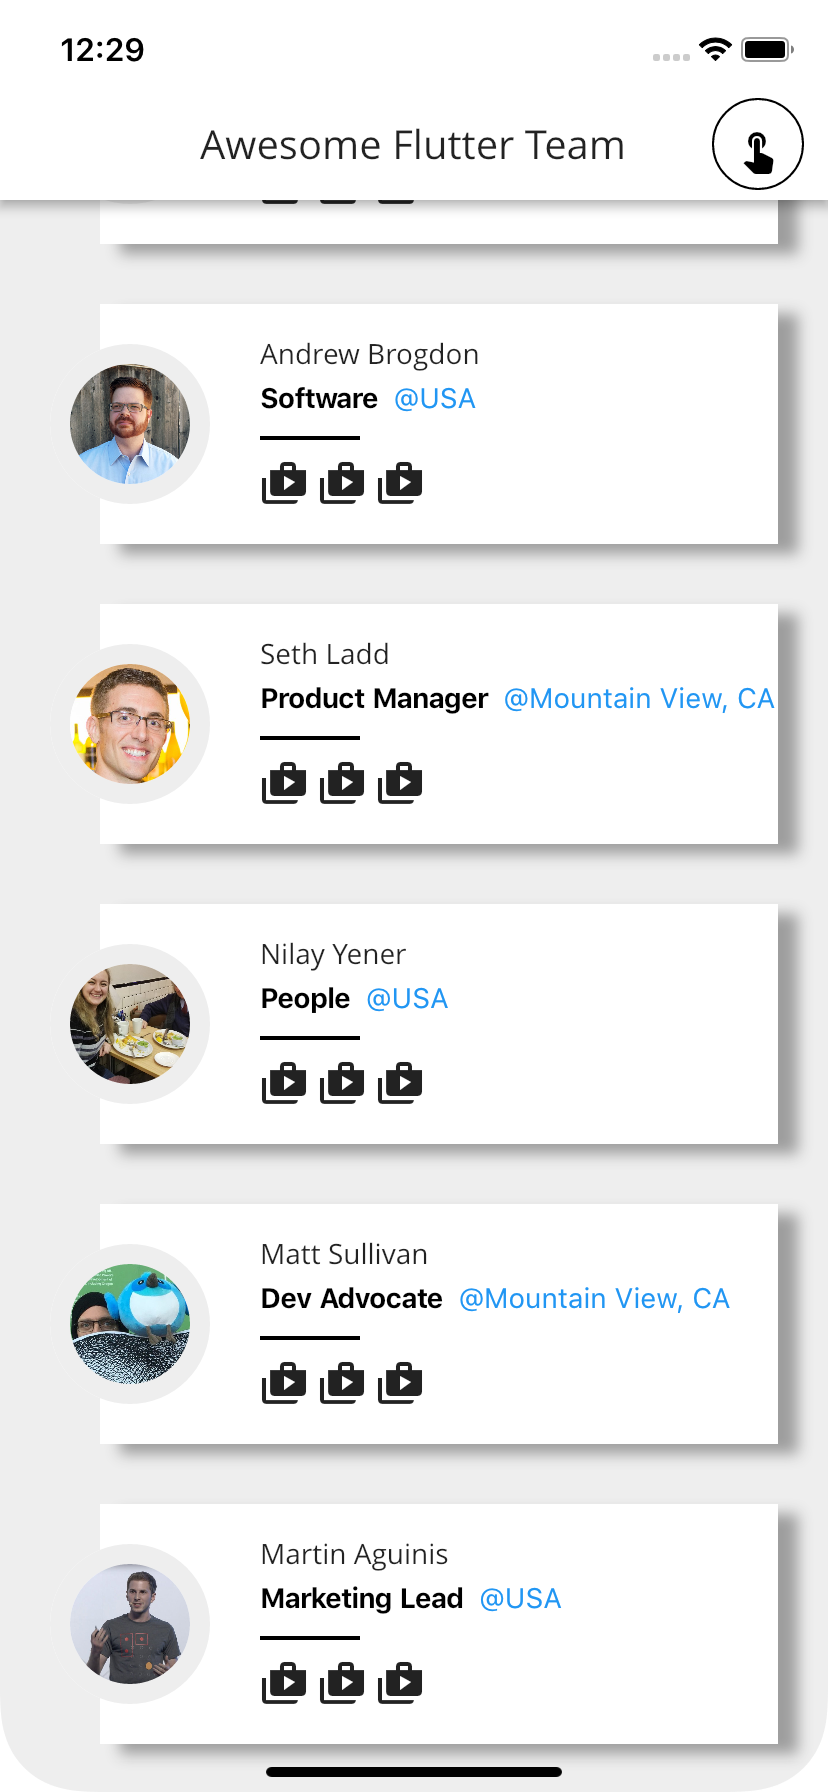 12:29
Awesome Flutter Team
Andrew Brogdon
Software @USA
Seth Ladd
Product Manager @Mountain View, CA
Nilay Yener
People @USA
Matt Sullivan
Dev Advocate @Mountain View, CA
Martin Aguinis
Marketing Lead @USA